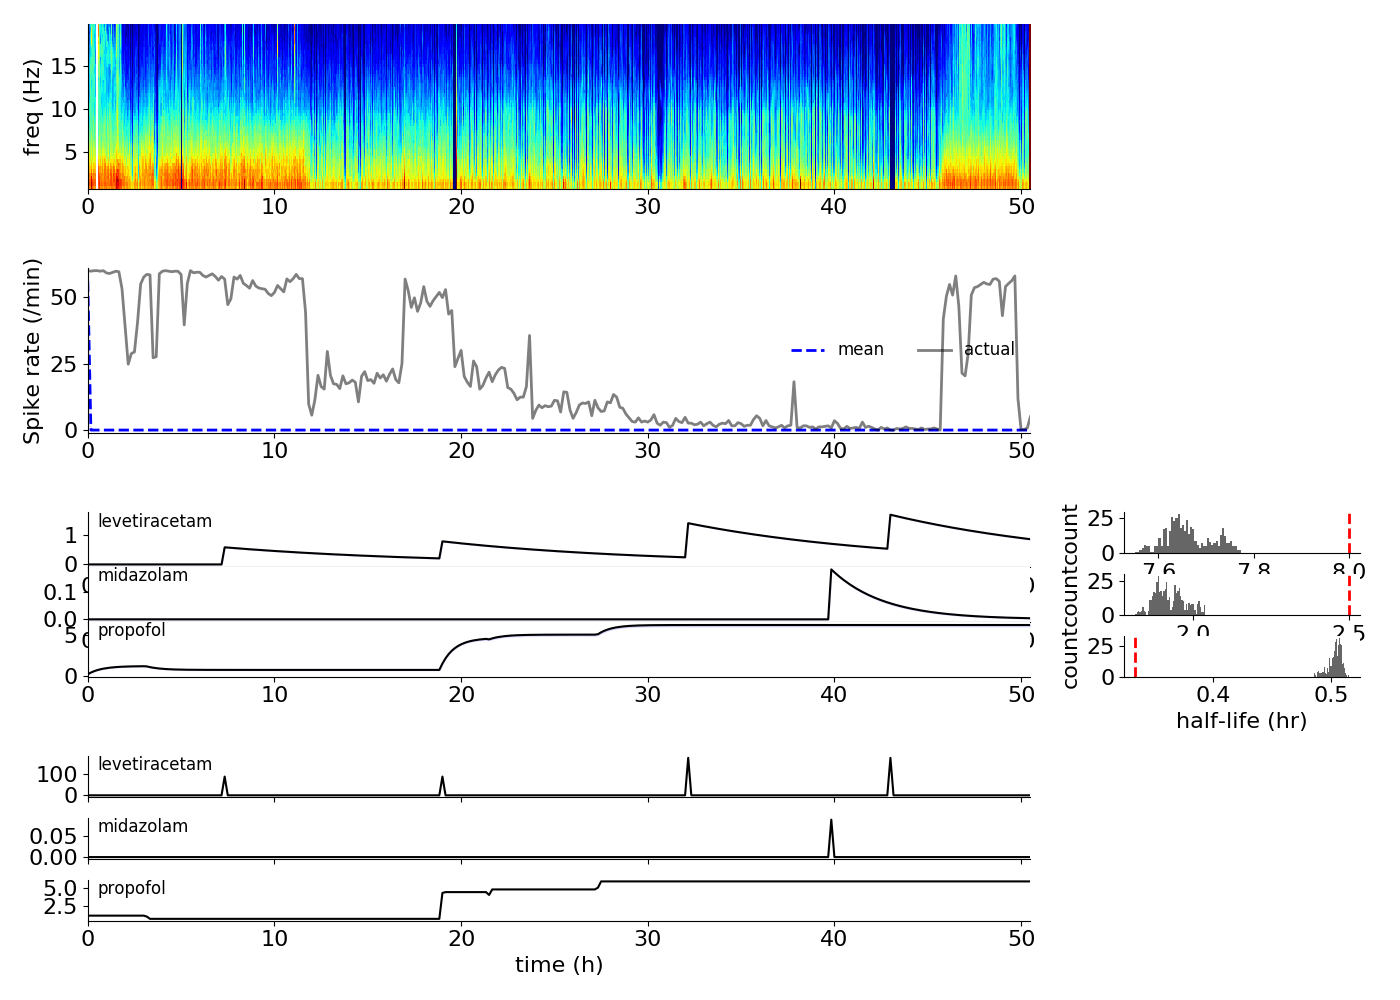 freq (Hz)
15
10
5
0 10 20 30 40 50
Spike rate (/min)
50
25
0
mean actual
0 10 20 30 40 50
levetiracetam
1
0
midazolam
0.1
0.0
propofol
5
0
0 10 20 30 40 50
count
25
0
7.6 7.8 8.0
count
25
0
2.0 2.5
count
25
0
0.4 0.5
half-life (hr)
levetiracetam
100
0
midazolam
0.05
0.00
propofol
5.0
2.5
0 10 20 30 40 50
time (h)